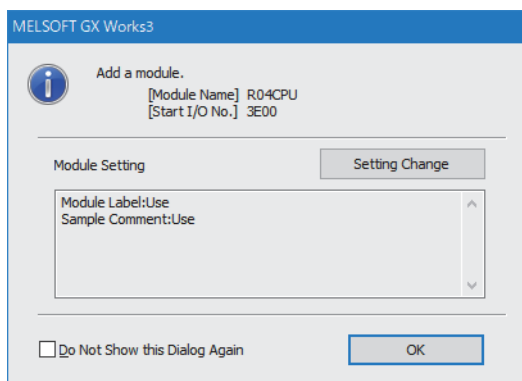 MELSOFT GX Works3
Add a module.
[Module Name] R04CPU
[Start I/O No.] 3E00
Module Setting
Setting Change
Module Label:Use
Sample Comment:Use
Do Not Show this Dialog Again
OK